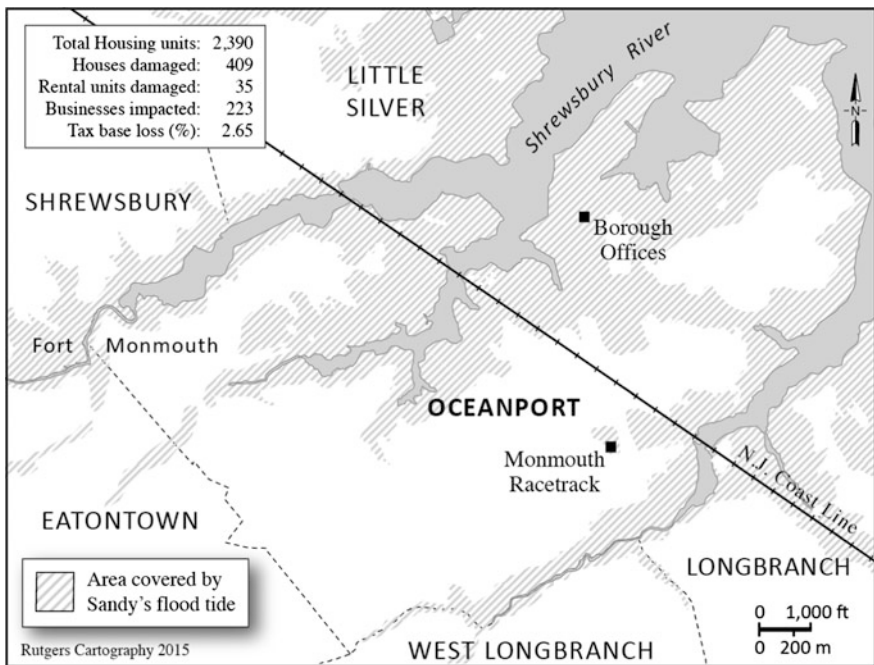 Total Housing units: 2,390
Houses damaged: 409
Rental units damaged: 35
Businesses impacted: 223
Tax base loss (%): 2.65
LITTLE
SILVER
Shrewsbury River
N
SHREWSBURY
Borough
Offices
Fort Monmouth
OCEANPORT
Monmouth
Racetrack
N.J. Coast Line
EATONTOWN
LONGBRANCH
Area covered by
Sandy's flood tide
0 1,000 ft
0 200 m
WEST LONGBRANCH
Rutgers Cartography 2015